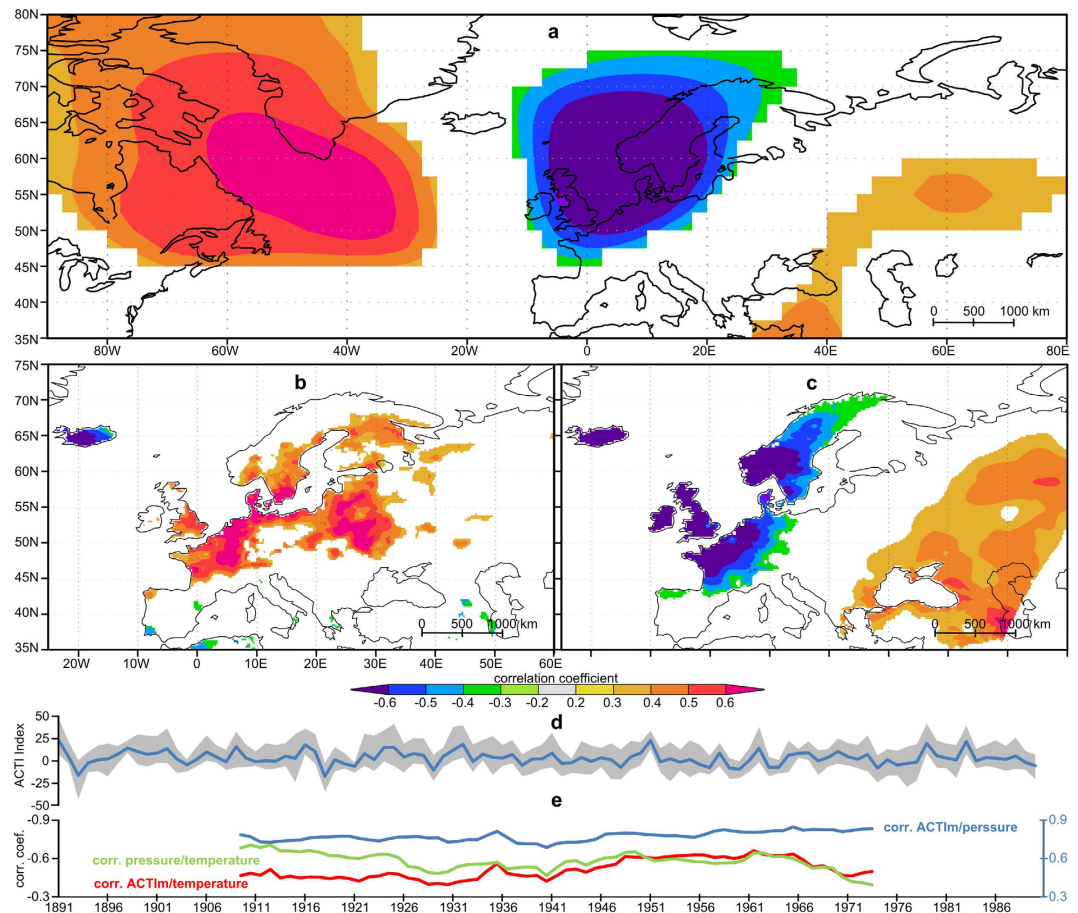 a
80N
75N
70N
65N
60N
55N
50N
45N
40N
35N
0 500 1000 km
80W 60W 40W 20W 0 20E 40E 60E 80E
b
75N
70N
65N
60N
55N
50N
45N
40N
35N
0 500 1000 km
20W 10W 0 10E 20E 30E 40E 50E 60E
c
0 500 1000 km
correlation coefficient
-0.6 -0.5 -0.4 -0.3 -0.2 0.2 0.3 0.4 0.5 0.6
d
ACTI Index
50
25
0
-25
-50
e
corr. coef.
-0.9
-0.6
-0.3
corr. ACTIm/perssure
corr. pressure/temperature
corr. ACTIm/temperature
0.9
0.6
0.3
1891 1896 1901 1906 1911 1916 1921 1926 1931 1936 1941 1946 1951 1956 1961 1966 1971 1976 1981 1986